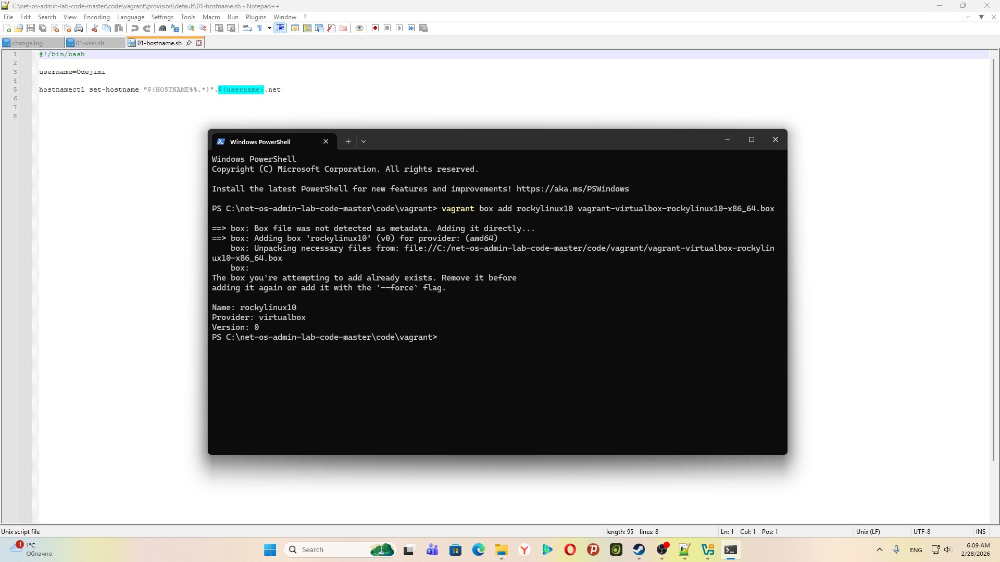 C:\net-os-admin-lab-code-master\code\vagrant\provision\default\01-hostname.sh - Notepad++
File Edit Search View Encoding Language Settings Tools Macro Run Plugins Window ?
change.log 01-user.sh 01-hostname.sh
1 #!/bin/bash
2
3 username=Odejimi
4
5 hostnamectl set-hostname "${HOSTNAME%%.*}".${username}.net
6
7
8
Windows PowerShell
Windows PowerShell
Copyright (C) Microsoft Corporation. All rights reserved.
Install the latest PowerShell for new features and improvements! https://aka.ms/PSWindows
PS C:\net-os-admin-lab-code-master\code\vagrant> vagrant box add rockylinux10 vagrant-virtualbox-rockylinux10-x86_64.box
==> box: Box file was not detected as metadata. Adding it directly...
==> box: Adding box 'rockylinux10' (v0) for provider: (amd64)
box: Unpacking necessary files from: file://C:/net-os-admin-lab-code-master/code/vagrant/vagrant-virtualbox-rockylin
ux10-x86_64.box
box:
The box you're attempting to add already exists. Remove it before
adding it again or add it with the `--force` flag.
Name: rockylinux10
Provider: virtualbox
Version: 0
PS C:\net-os-admin-lab-code-master\code\vagrant>
Unix script file length: 95 lines: 8 Ln: 1 Col: 1 Pos: 1 Unix (LF) UTF-8 INS
1 1°C
Облачно
Search
ENG
6:09 AM
2/28/2026